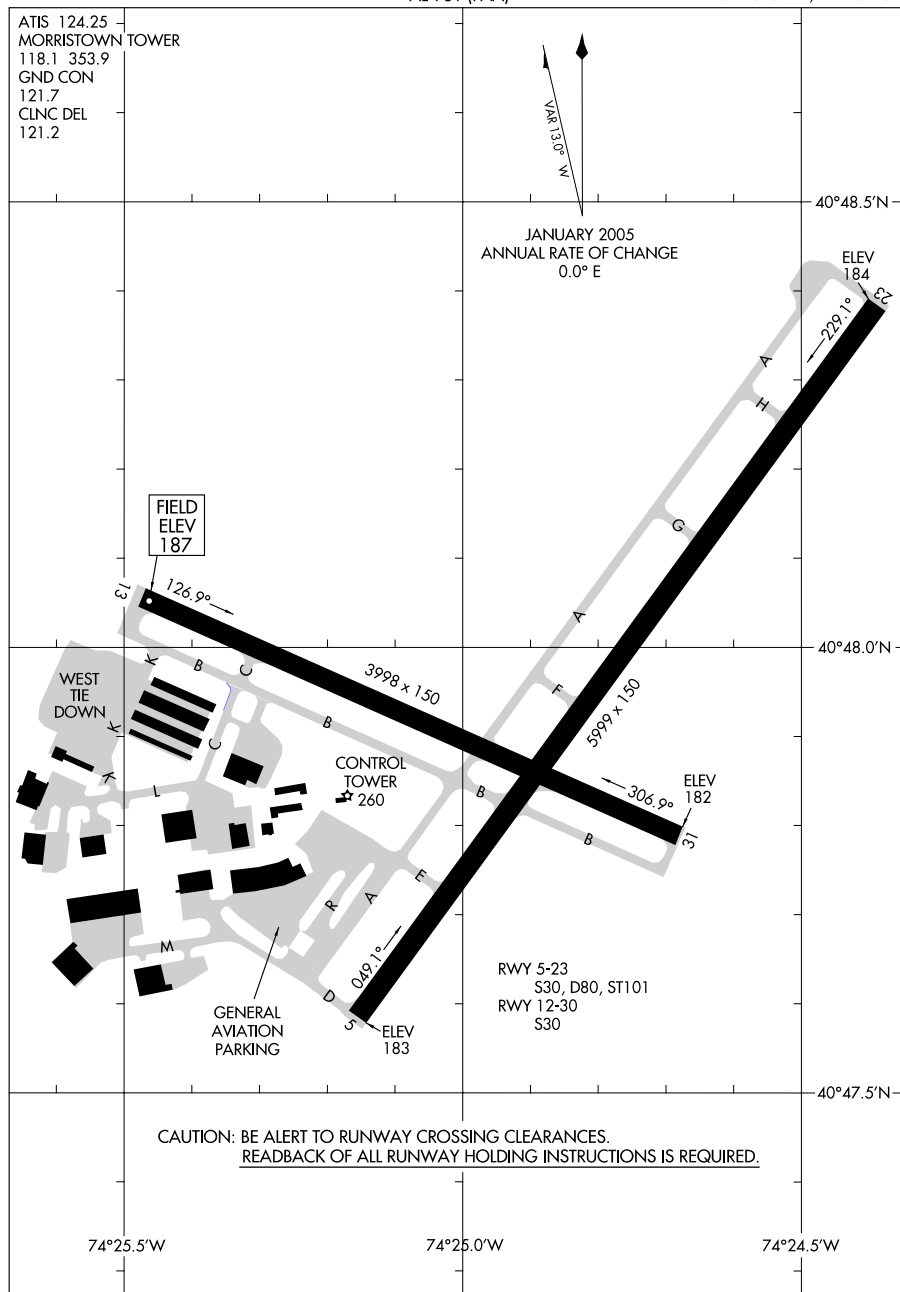 ATIS 124.25
MORRISTOWN TOWER
118.1 353.9
GND CON
121.7
CLNC DEL
121.2
VAR 13.0° W
40°48.5'N
JANUARY 2005
ANNUAL RATE OF CHANGE
0.0° E
ELEV
184
23
229.1°
A
H
G
FIELD
ELEV
187
13
126.9°
A
40°48.0'N
K
B
C
3998 x 150
WEST
TIE
DOWN
F
5999 x 150
K
C
B
CONTROL
TOWER
260
K
L
B
306.9°
ELEV
182
B
31
E
R
A
M
049.1°
D
5
ELEV
183
RWY 5-23
S30, D80, ST101
RWY 12-30
S30
GENERAL
AVIATION
PARKING
40°47.5'N
CAUTION: BE ALERT TO RUNWAY CROSSING CLEARANCES.
READBACK OF ALL RUNWAY HOLDING INSTRUCTIONS IS REQUIRED.
74°25.5'W
74°25.0'W
74°24.5'W